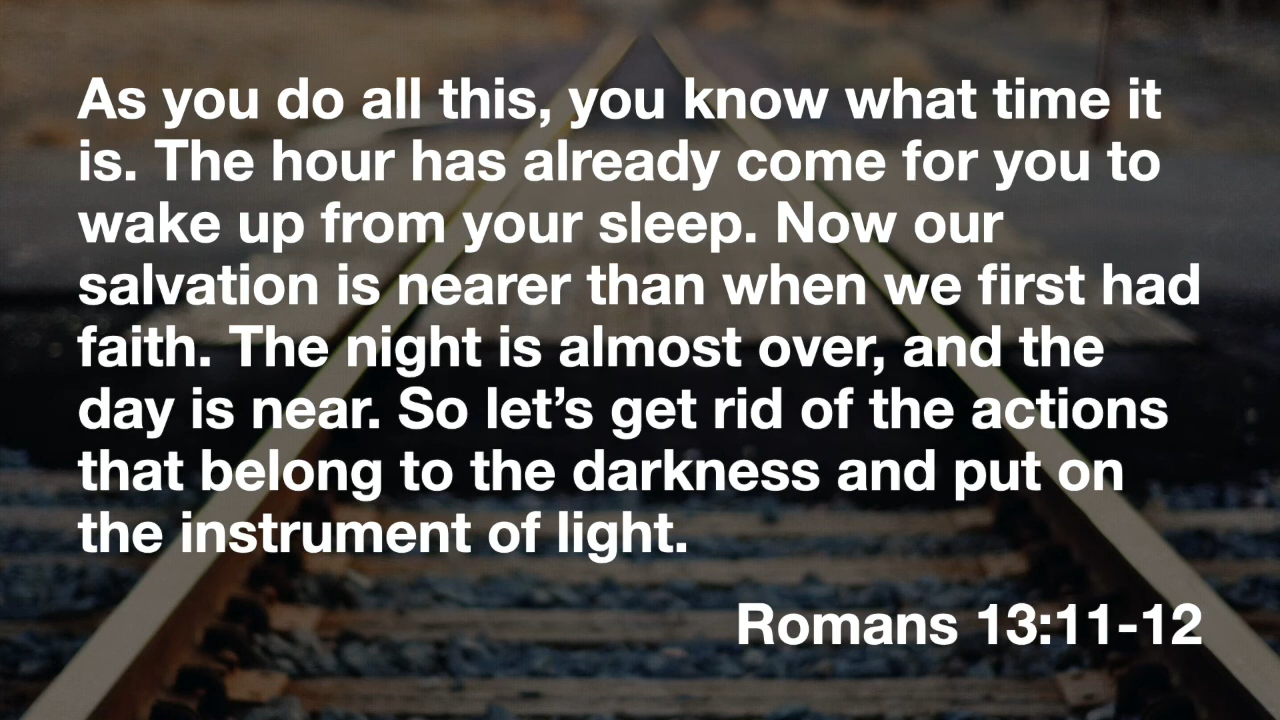 As you do all this, you know what time it
is. The hour has already come for you to
wake up from your sleep. Now our
salvation is nearer than when we first had
faith. The night is almost over, and the
day is near. So let’s get rid of the actions
that belong to the darkness and put on
the instrument of light.
Romans 13:11-12